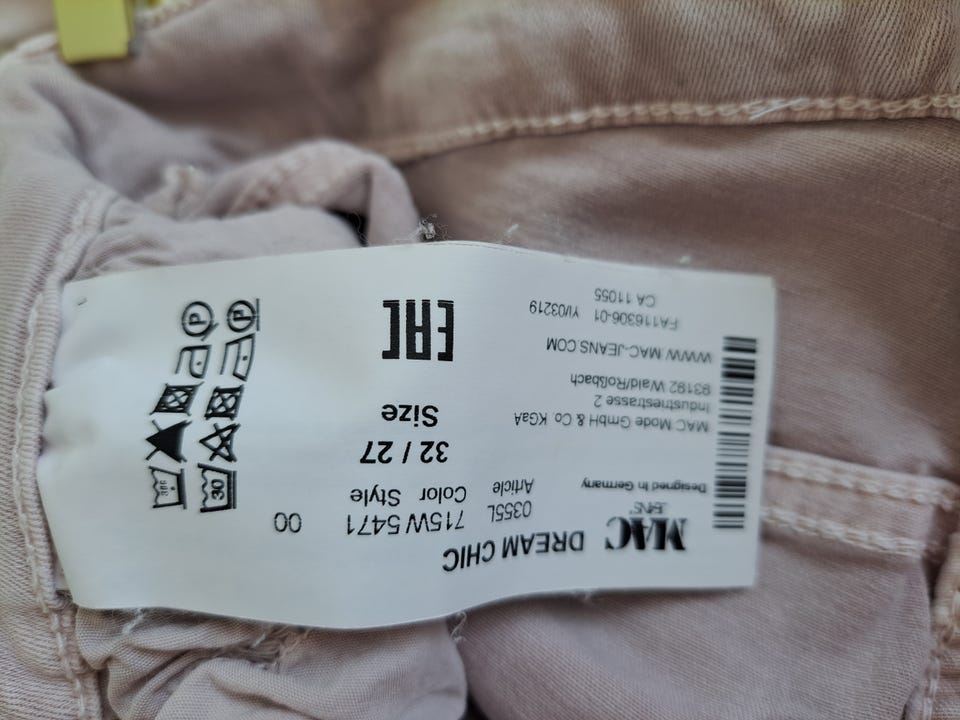 MAC DREAM CHIC
JEANS
Designed in Germany
0355L 715W 5471 00
Article Color Style
32 / 27
Size
MAC Mode GmbH & Co. KGaA
Industriestrasse 2
93192 Wald/Roßbach
WWW.MAC-JEANS.COM
FA116306-01 YI/03219
CA 11055
EAC
30
P
P